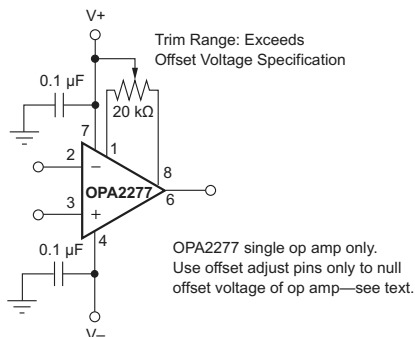 V+
Trim Range: Exceeds
Offset Voltage Specification
0.1 µF
20 kΩ
7
1
2
−
8
OPA2277
6
3
+
4
0.1 µF
OPA2277 single op amp only.
Use offset adjust pins only to null
offset voltage of op amp—see text.
V−